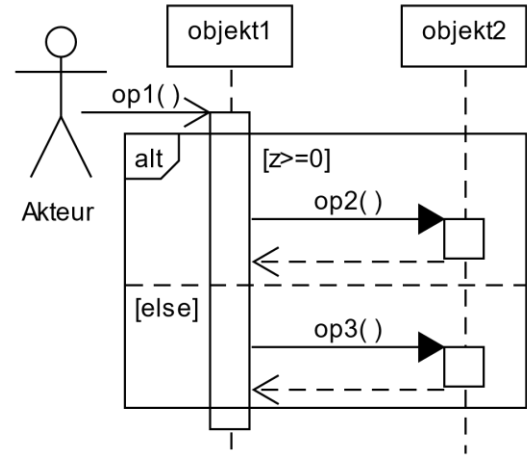 objekt1
objekt2
op1( )
alt
[z>=0]
op2( )
Akteur
[else]
op3( )